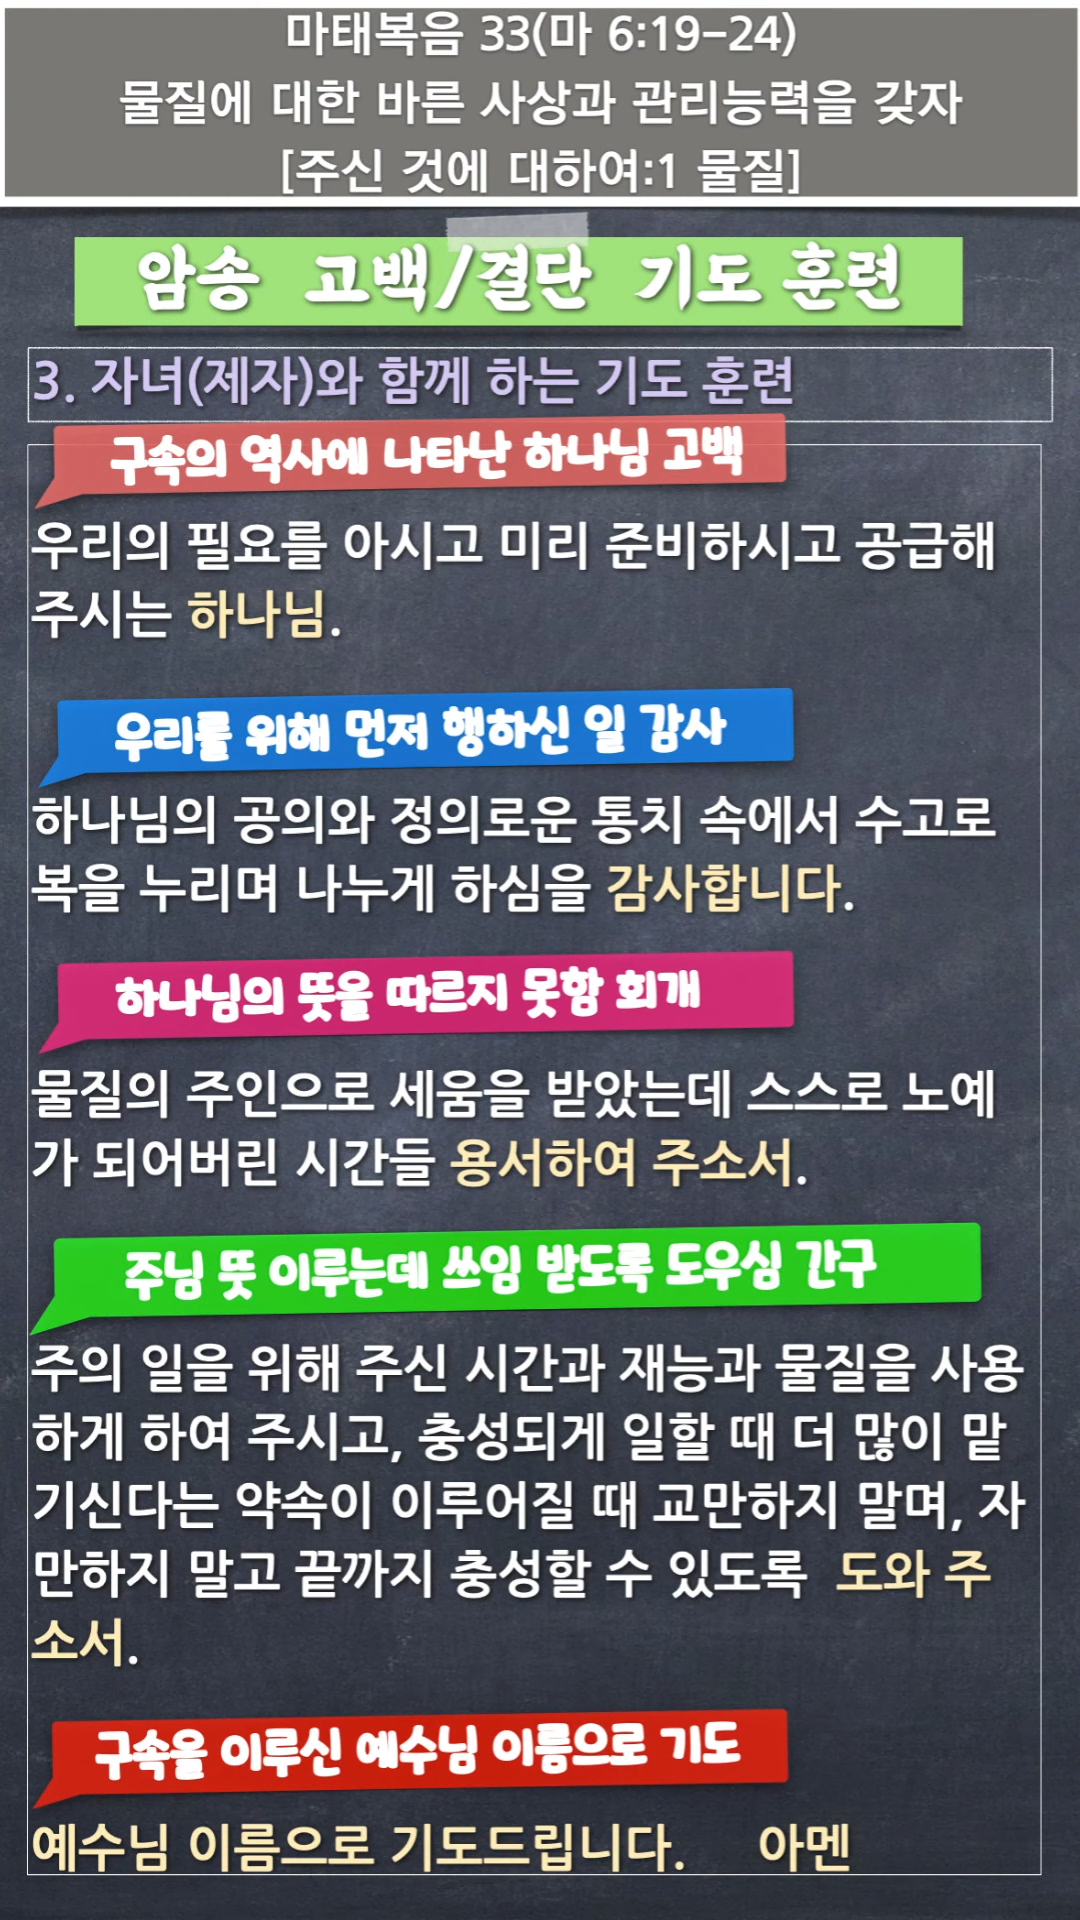 마태복음 33(마 6:19-24)
물질에 대한 바른 사상과 관리능력을 갖자
[주신 것에 대하여:1 물질]
암송 고백/결단 기도 훈련
3. 자녀(제자)와 함께 하는 기도 훈련
구속의 역사에 나타난 하나님 고백
우리의 필요를 아시고 미리 준비하시고 공급해
주시는 하나님.
우리를 위해 먼저 행하신 일 감사
하나님의 공의와 정의로운 통치 속에서 수고로
복을 누리며 나누게 하심을 감사합니다.
하나님의 뜻을 따르지 못함 회개
물질의 주인으로 세움을 받았는데 스스로 노예
가 되어버린 시간들 용서하여 주소서.
주님 뜻 이루는데 쓰임 받도록 도우심 간구
주의 일을 위해 주신 시간과 재능과 물질을 사용
하게 하여 주시고, 충성되게 일할 때 더 많이 맡
기신다는 약속이 이루어질 때 교만하지 말며, 자
만하지 말고 끝까지 충성할 수 있도록 도와 주
소서.
구속을 이루신 예수님 이름으로 기도
예수님 이름으로 기도드립니다. 아멘